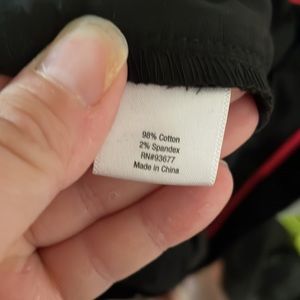 98% Cotton
2% Spandex
RN#93677
Made in China